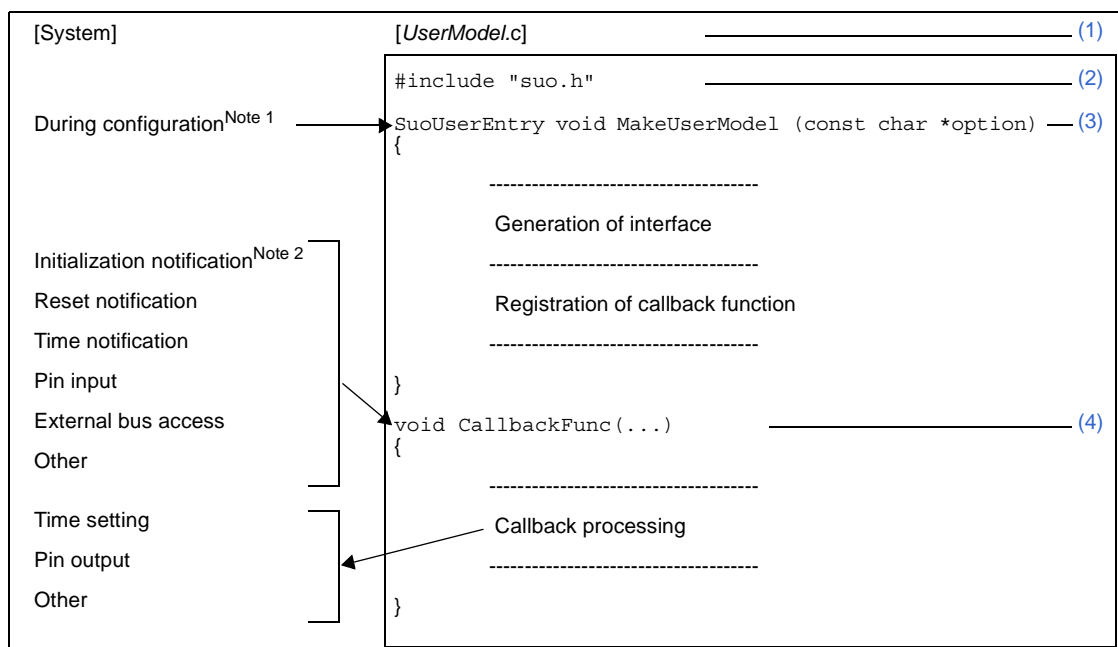 [System] [UserModel.c] (1)
#include "suo.h" (2)
During configurationNote 1 SuoUserEntry void MakeUserModel (const char *option) (3)
{
---------------------------------------
Generation of interface
Initialization notificationNote 2 ---------------------------------------
Reset notification Registration of callback function
Time notification ---------------------------------------
Pin input }
External bus access void CallbackFunc(...) (4)
{
Other
---------------------------------------
Time setting Callback processing
Pin output ---------------------------------------
Other }